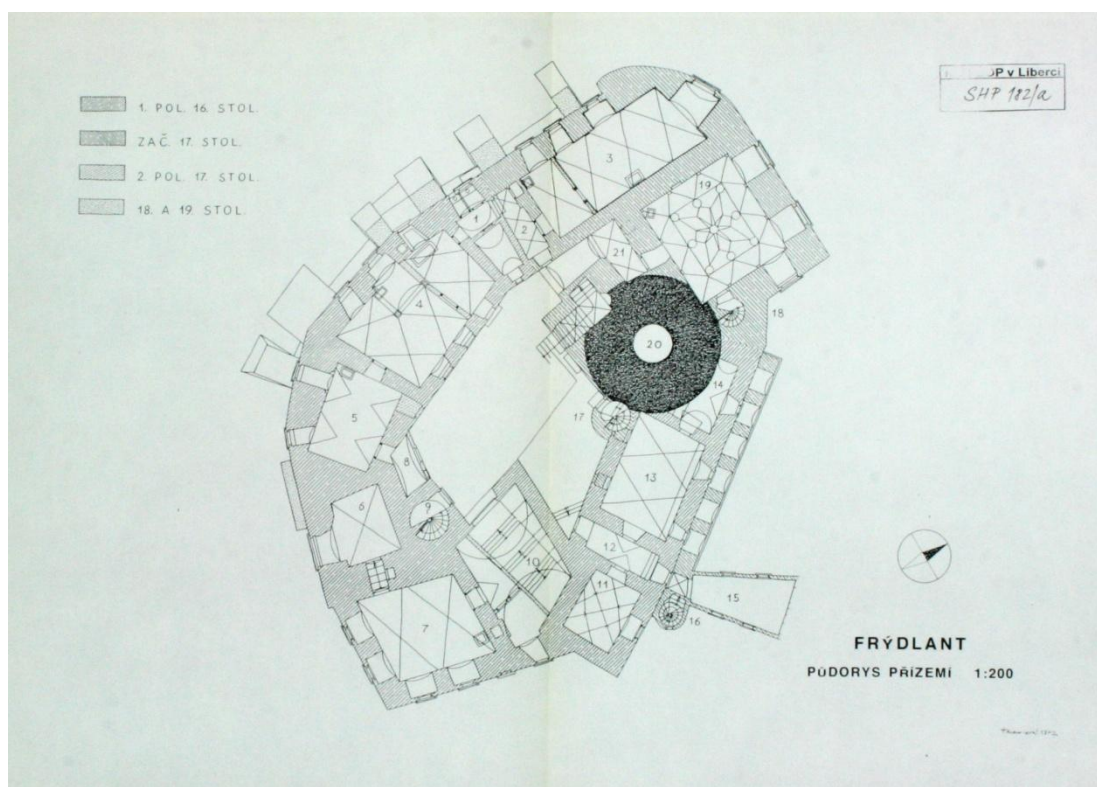 1. POL. 16. STOL.
ZAČ. 17. STOL.
2. POL. 17. STOL.
18. A 19. STOL.
OP v Liberci
SHP 182/a
3
19
1
2
21
4
20
18
5
14
17
8
13
6
9
12
10
11
15
7
16
FRÝDLANT
PŮDORYS PŘÍZEMÍ 1:200